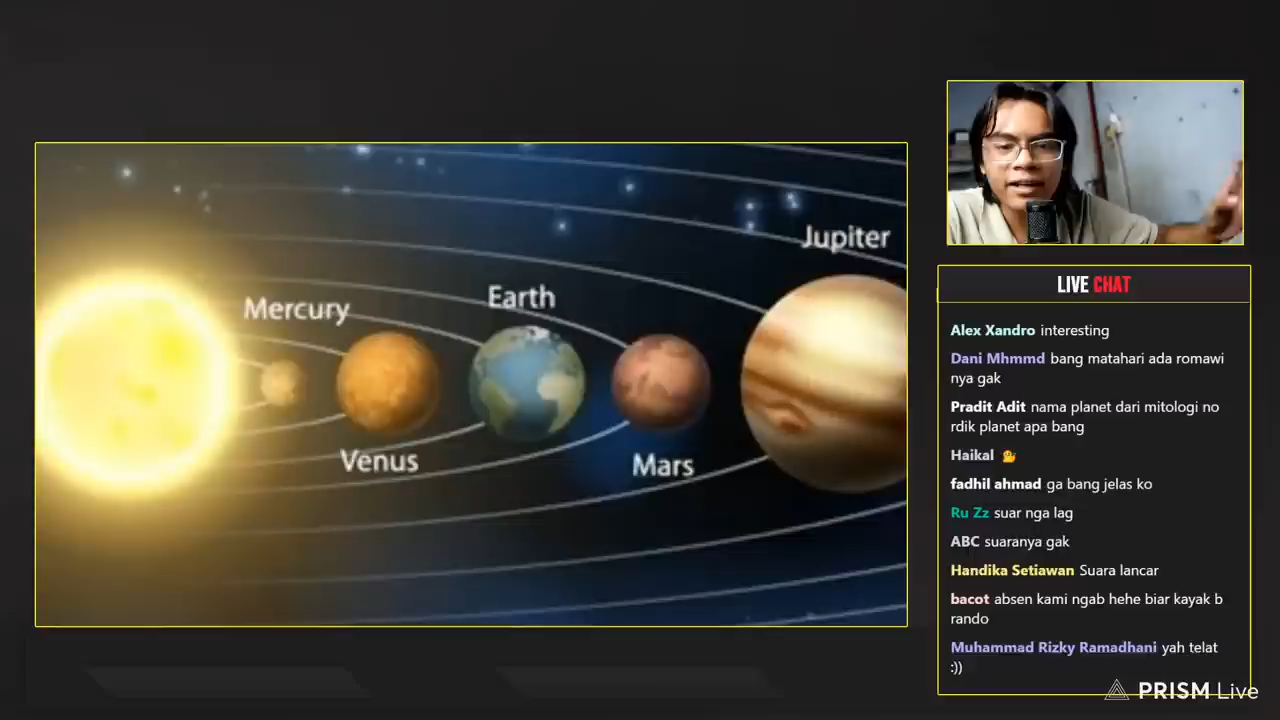 Mercury
Venus
Earth
Mars
Jupiter
LIVE CHAT
Alex Xandro interesting
Dani Mhmmd bang matahari ada romawi
nya gak
Pradit Adit nama planet dari mitologi no
rdik planet apa bang
Haikal
fadhil ahmad ga bang jelas ko
Ru Zz suar nga lag
ABC suaranya gak
Handika Setiawan Suara lancar
bacot absen kami ngab hehe biar kayak b
rando
Muhammad Rizky Ramadhani yah telat
:))
PRISM Live